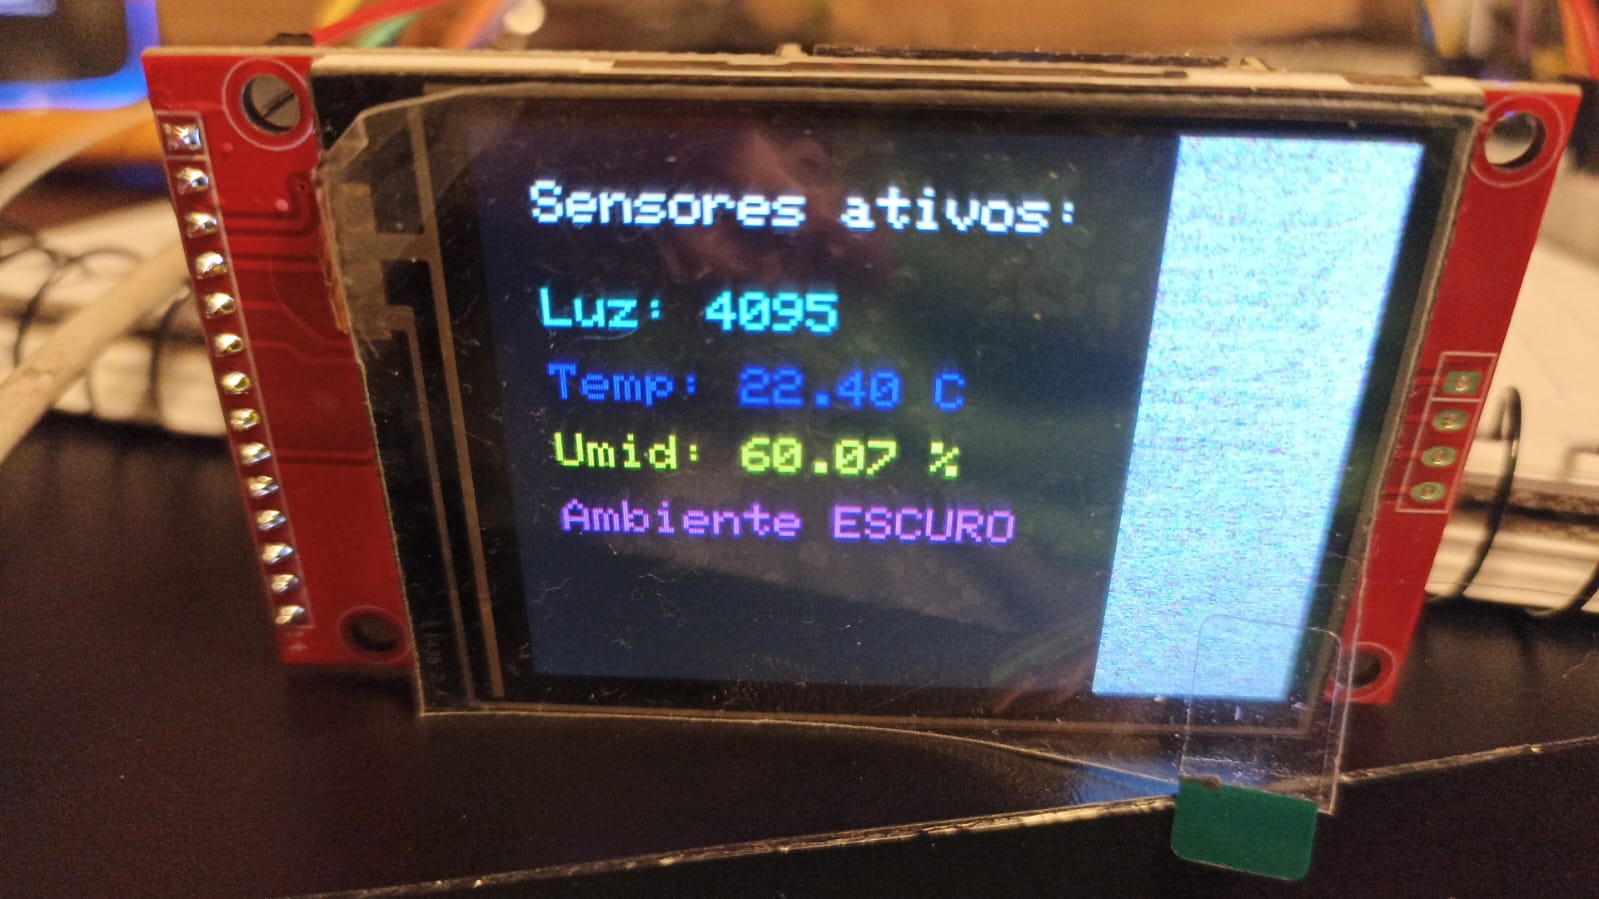 Sensores ativos:
Luz: 4095
Temp: 22.40 C
Umid: 60.07 %
Ambiente ESCURO